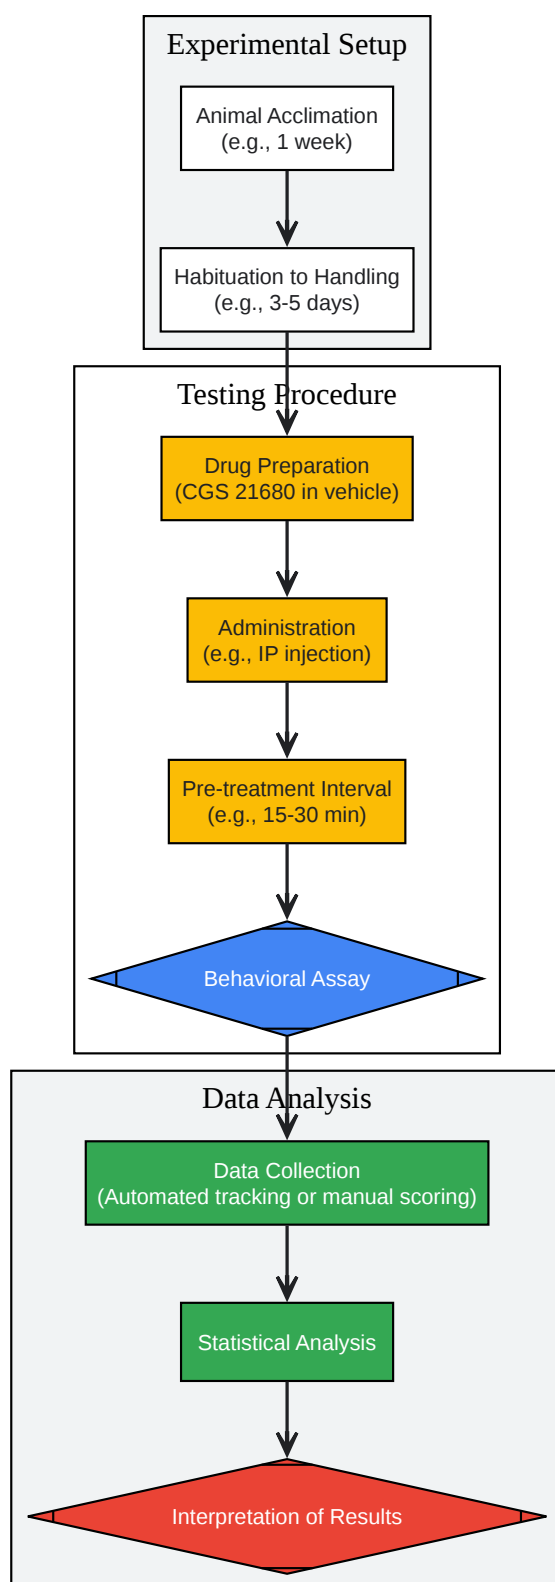 Experimental Setup
Animal Acclimation
(e.g., 1 week)
Habituation to Handling
(e.g., 3-5 days)
Testing Procedure
Drug Preparation
(CGS 21680 in vehicle)
Administration
(e.g., IP injection)
Pre-treatment Interval
(e.g., 15-30 min)
Behavioral Assay
Data Analysis
Data Collection
(Automated tracking or manual scoring)
Statistical Analysis
Interpretation of Results